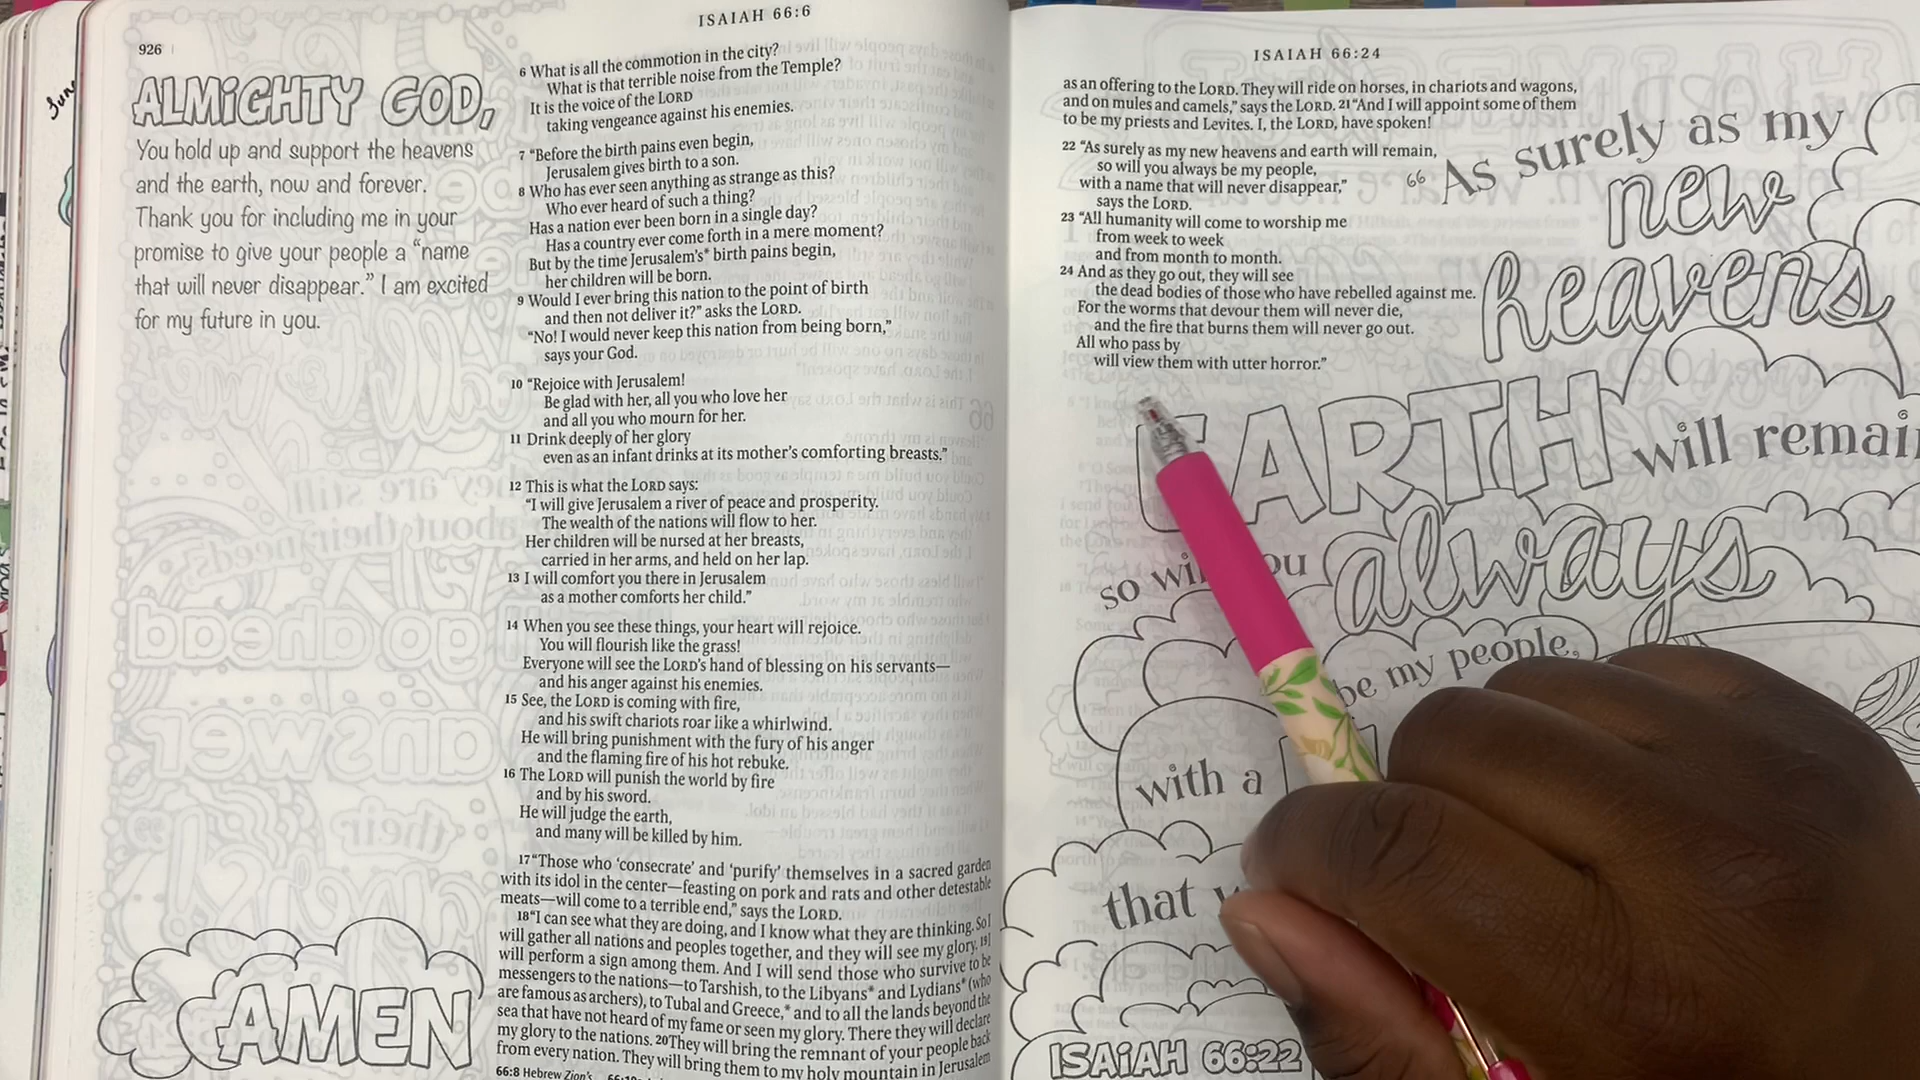 926
ISAIAH 66:6
ALMIGHTY GOD,
You hold up and support the heavens
and the earth, now and forever.
Thank you for including me in your
promise to give your people a “name
that will never disappear.” I am excited
for my future in you.
AMEN
6 What is all the commotion in the city?
What is that terrible noise from the Temple?
It is the voice of the LORD
taking vengeance against his enemies.
7 “Before the birth pains even begin,
Jerusalem gives birth to a son.
8 Who has ever seen anything as strange as this?
Who ever heard of such a thing?
Has a nation ever been born in a single day?
Has a country ever come forth in a mere moment?
But by the time Jerusalem’s* birth pains begin,
her children will be born.
9 Would I ever bring this nation to the point of birth
and then not deliver it?” asks the LORD.
“No! I would never keep this nation from being born,”
says your God.
10 “Rejoice with Jerusalem!
Be glad with her, all you who love her
and all you who mourn for her.
11 Drink deeply of her glory
even as an infant drinks at its mother’s comforting breasts.”
12 This is what the LORD says:
“I will give Jerusalem a river of peace and prosperity.
The wealth of the nations will flow to her.
Her children will be nursed at her breasts,
carried in her arms, and held on her lap.
13 I will comfort you there in Jerusalem
as a mother comforts her child.”
14 When you see these things, your heart will rejoice.
You will flourish like the grass!
Everyone will see the LORD’s hand of blessing on his servants—
and his anger against his enemies.
15 See, the LORD is coming with fire,
and his swift chariots roar like a whirlwind.
He will bring punishment with the fury of his anger
and the flaming fire of his hot rebuke.
16 The LORD will punish the world by fire
and by his sword.
He will judge the earth,
and many will be killed by him.
17 “Those who ‘consecrate’ and ‘purify’ themselves in a sacred garden
with its idol in the center—feasting on pork and rats and other detestable
meats—will come to a terrible end,” says the LORD.
18 “I can see what they are doing, and I know what they are thinking. So I
will gather all nations and peoples together, and they will see my glory. 19 I
will perform a sign among them. And I will send those who survive to be
messengers to the nations—to Tarshish, to the Libyans* and Lydians* (who
are famous as archers), to Tubal and Greece,* and to all the lands beyond the
sea that have not heard of my fame or seen my glory. There they will declare
my glory to the nations. 20 They will bring the remnant of your people back
from every nation. They will bring them to my holy mountain in Jerusalem
66:8 Hebrew Zion’s
ISAIAH 66:24
as an offering to the LORD. They will ride on horses, in chariots and wagons,
and on mules and camels,” says the LORD. 21 “And I will appoint some of them
to be my priests and Levites. I, the LORD, have spoken!
22 “As surely as my new heavens and earth will remain,
so will you always be my people,
with a name that will never disappear,”
says the LORD.
23 “All humanity will come to worship me
from week to week
and from month to month.
24 And as they go out, they will see
the dead bodies of those who have rebelled against me.
For the worms that devour them will never die,
and the fire that burns them will never go out.
All who pass by
will view them with utter horror.”
“As surely as my
new
heavens
EARTH will remai
so wi ou always
be my people,
with a
that
ISAIAH 66:22